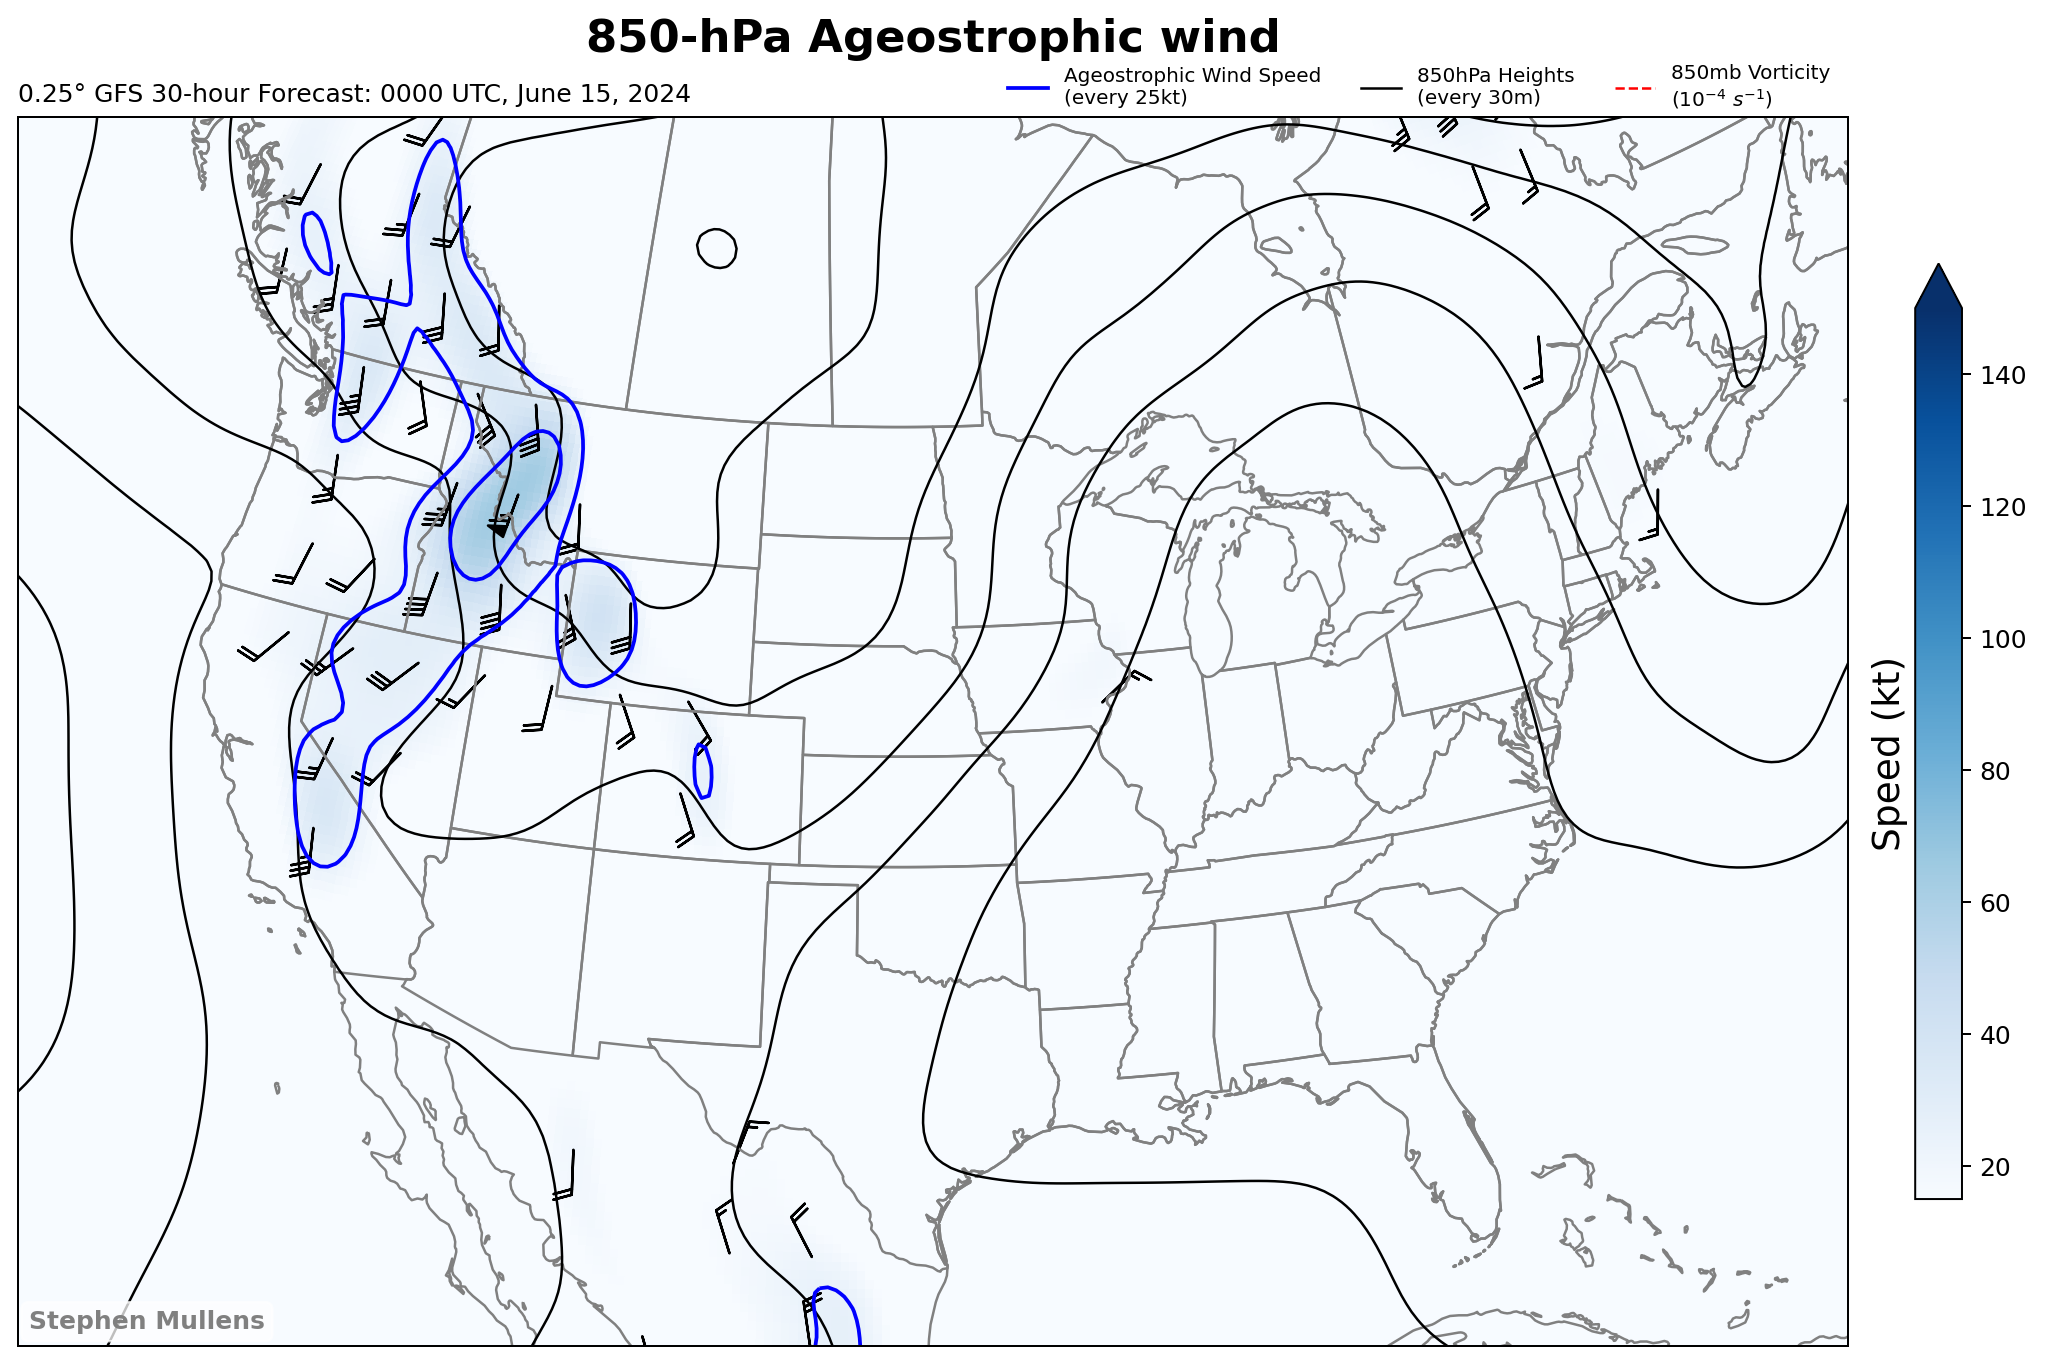 850-hPa Ageostrophic wind
0.25° GFS 30-hour Forecast: 0000 UTC, June 15, 2024
Ageostrophic Wind Speed
(every 25kt)
850hPa Heights
(every 30m)
850mb Vorticity
(10⁻⁴ s⁻¹)
140
120
100
80
60
40
20
Speed (kt)
Stephen Mullens